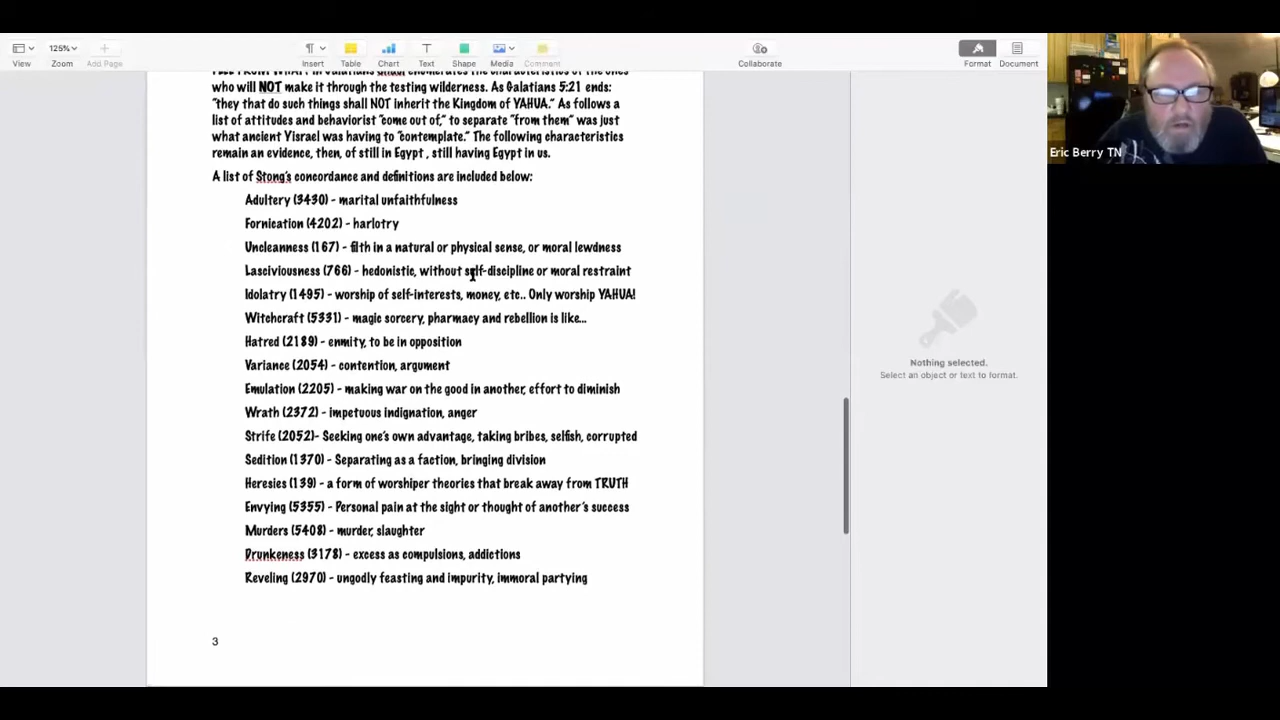 View
125%
Zoom
Add Page
Insert
Table
Chart
Text
Shape
Media
Comment
Collaborate
Format
Document
who will NOT make it through the testing wilderness. As Galatians 5:21 ends:
"they that do such things shall NOT inherit the Kingdom of YAHUA." As follows a
list of attitudes and behaviorist "come out of," to separate "from them" was just
what ancient Yisrael was having to "contemplate." The following characteristics
remain an evidence, then, of still in Egypt , still having Egypt in us.
A list of Stong's concordance and definitions are included below:
Adultery (3430) - marital unfaithfulness
Fornication (4202) - harlotry
Uncleanness (167) - filth in a natural or physical sense, or moral lewdness
Lasciviousness (766) - hedonistic, without self-discipline or moral restraint
Idolatry (1495) - worship of self-interests, money, etc.. Only worship YAHUA!
Witchcraft (5331) - magic sorcery, pharmacy and rebellion is like...
Hatred (2189) - enmity, to be in opposition
Variance (2054) - contention, argument
Emulation (2205) - making war on the good in another, effort to diminish
Wrath (2372) - impetuous indignation, anger
Strife (2052)- Seeking one's own advantage, taking bribes, selfish, corrupted
Sedition (1370) - Separating as a faction, bringing division
Heresies (139) - a form of worshiper theories that break away from TRUTH
Envying (5355) - Personal pain at the sight or thought of another's success
Murders (5408) - murder, slaughter
Drunkeness (3178) - excess as compulsions, addictions
Reveling (2970) - ungodly feasting and impurity, immoral partying
3
Nothing selected.
Select an object or text to format.
Eric Berry TN